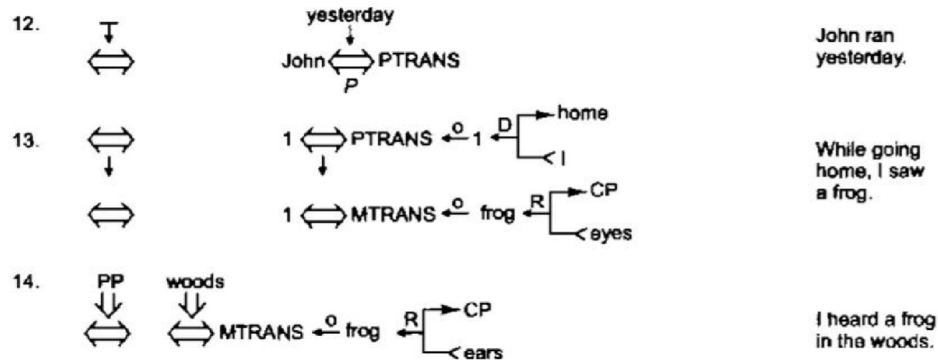 12. T yesterday
John PTRANS
P
John ran
yesterday.
13. 1 PTRANS o 1 D home
I
While going
home, I saw
a frog.
1 MTRANS o frog R CP
eyes
14. PP woods
MTRANS o frog R CP
ears
I heard a frog
in the woods.